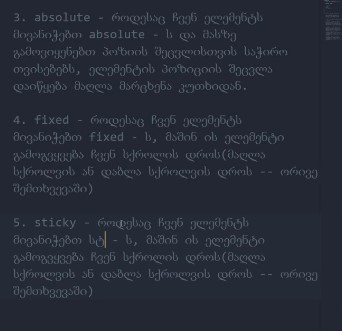 3. absolute - როდესაც ჩვენ ელემენტს
მივანიჭებთ absolute - ს და მასზე
გამოვიყენებთ პოზიის შეცვლისთვის საჭირო
თვისებებს, ელემენტის პოზიციის შეცვლა
დაიწყება მაღლა მარცხენა კუთხიდან.
4. fixed - როდესაც ჩვენ ელემენტს
მივანიჭებთ fixed - ს, მაშინ ის ელემენტი
გამოგვყვება ჩვენ სქროლის დროს(მაღლა
სქროლვის ან დაბლა სქროლვის დროს -- ორივე
შემთხვევაში)
5. sticky - როდესაც ჩვენ ელემენტს
მივანიჭებთ სტ - ს, მაშინ ის ელემენტი
გამოგვყვება ჩვენ სქროლის დროს(მაღლა
სქროლვის ან დაბლა სქროლვის დროს -- ორივე
შემთხვევაში)